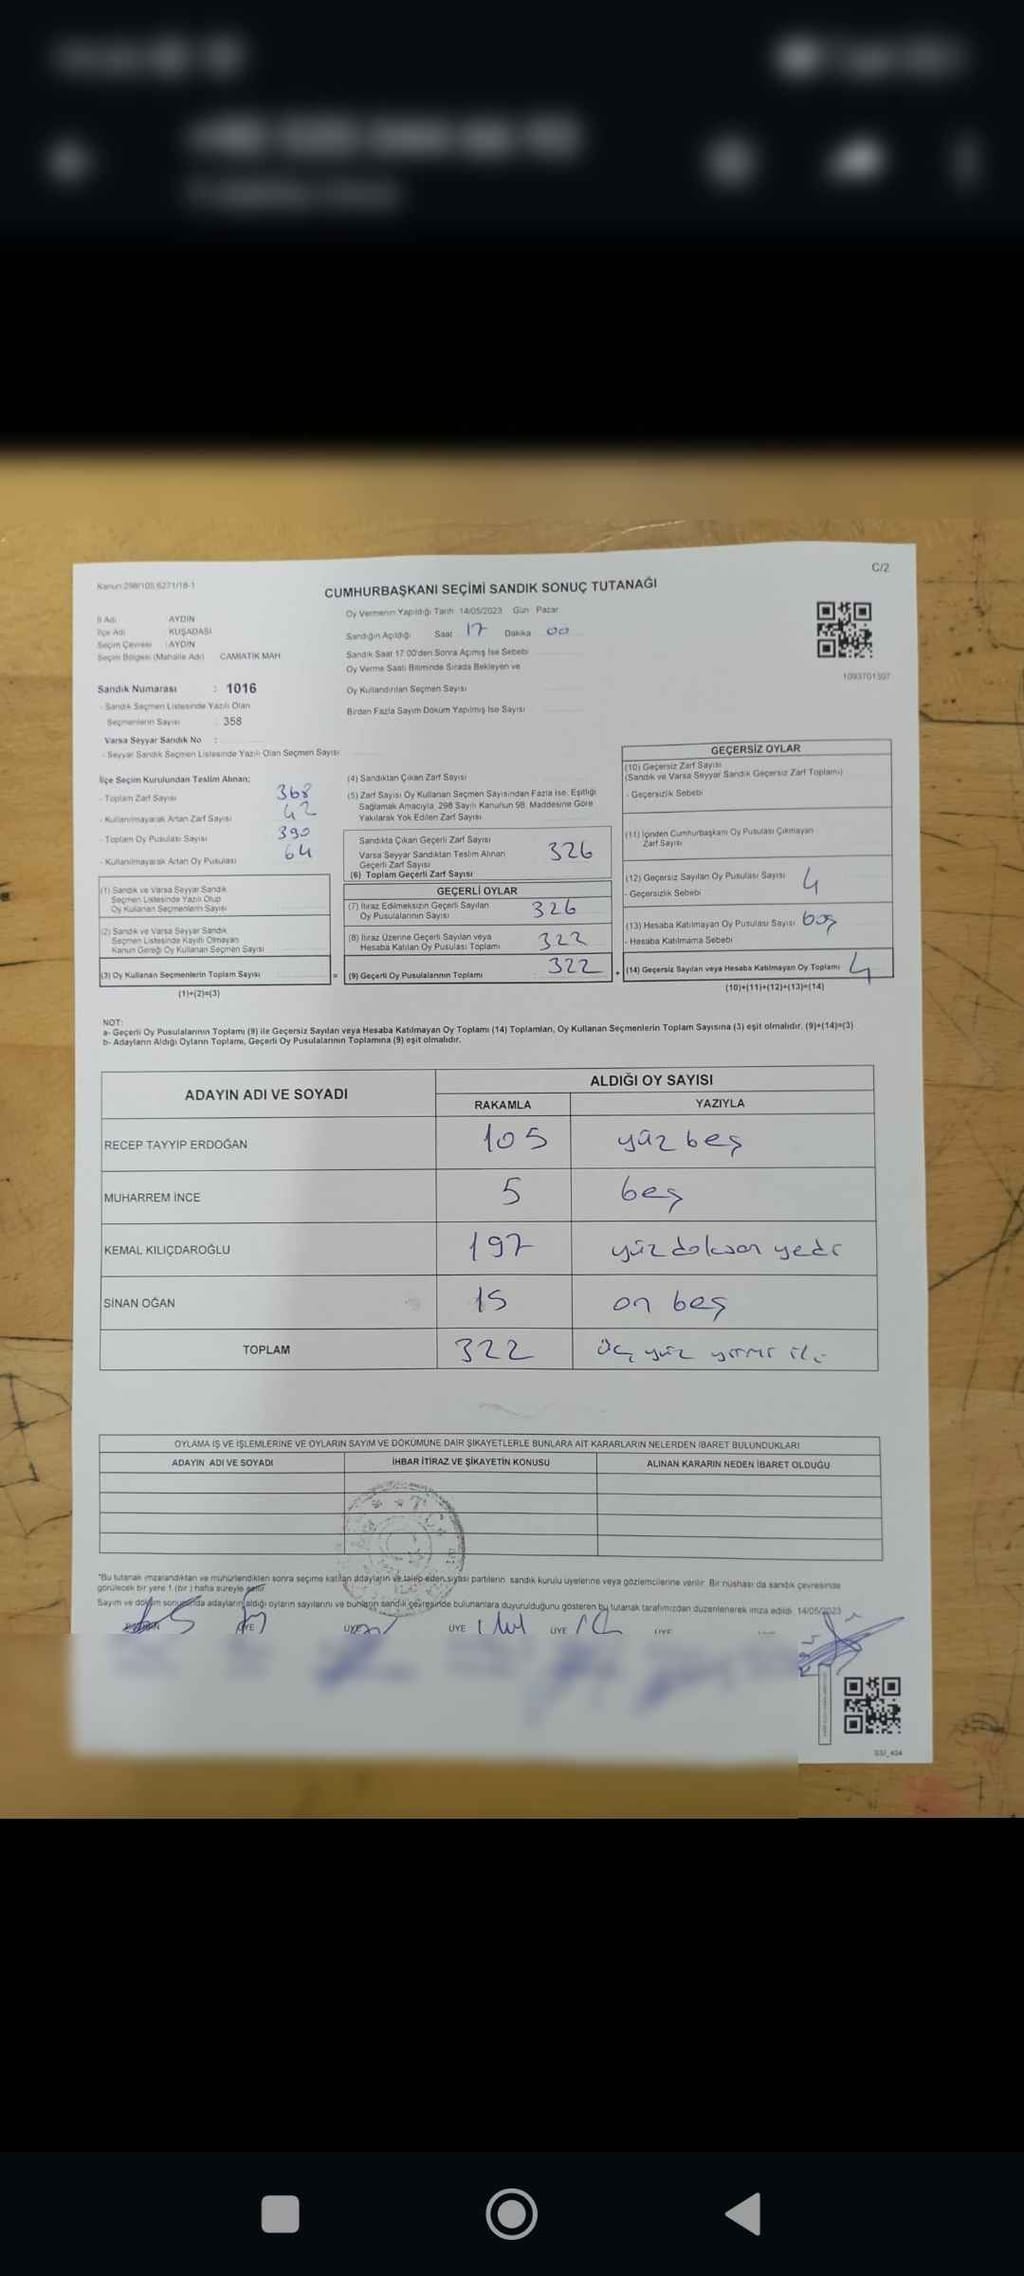 C/2
Kanun:298/105,6271/18-1
CUMHURBAŞKANI SEÇİMİ SANDIK SONUÇ TUTANAĞI
İl Adı AYDIN
İlçe Adı KUŞADASI
Seçim Çevresi : AYDIN
Seçim Bölgesi (Mahalle Adı) CAMİATİK MAH
Oy Vermenin Yapıldığı Tarih 14/05/2023 Gün Pazar
Sandığın Açıldığı Saat 17 Dakika 00
Sandık Saat 17:00'den Sonra Açılmış İse Sebebi
Oy Verme Saati Bitiminde Sırada Bekleyen ve
Oy Kullandırılan Seçmen Sayısı
Birden Fazla Sayım Döküm Yapılmış İse Sayısı
1093701397
Sandık Numarası : 1016
- Sandık Seçmen Listesinde Yazılı Olan
Seçmenlerin Sayısı 358
Varsa Seyyar Sandık No :
- Seyyar Sandık Seçmen Listesinde Yazılı Olan Seçmen Sayısı
İlçe Seçim Kurulundan Teslim Alınan;
- Toplam Zarf Sayısı 368
- Kullanılmayarak Artan Zarf Sayısı 42
- Toplam Oy Pusulası Sayısı 390
- Kullanılmayarak Artan Oy Pusulası 64
(1) Sandık ve Varsa Seyyar Sandık
Seçmen Listesinde Yazılı Olup
Oy Kullanan Seçmenlerin Sayısı
(2) Sandık ve Varsa Seyyar Sandık
Seçmen Listesinde Kayıtlı Olmayan
Kanun Gereği Oy Kullanan Seçmen Sayısı
(3) Oy Kullanan Seçmenlerin Toplam Sayısı
(1)+(2)=(3)
(4) Sandıktan Çıkan Zarf Sayısı
(5) Zarf Sayısı Oy Kullanan Seçmen Sayısından Fazla İse, Eşitliği
Sağlamak Amacıyla, 298 Sayılı Kanunun 98. Maddesine Göre
Yakılarak Yok Edilen Zarf Sayısı
Sandıkta Çıkan Geçerli Zarf Sayısı
Varsa Seyyar Sandıktan Teslim Alınan
Geçerli Zarf Sayısı
(6) Toplam Geçerli Zarf Sayısı 326
GEÇERLİ OYLAR
(7) İtiraz Edilmeksizin Geçerli Sayılan
Oy Pusulalarının Sayısı 326
(8) İtiraz Üzerine Geçerli Sayılan veya
Hesaba Katılan Oy Pusulası Toplamı 322
= (9) Geçerli Oy Pusulalarının Toplamı 322
GEÇERSİZ OYLAR
(10) Geçersiz Zarf Sayısı
(Sandık ve Varsa Seyyar Sandık Geçersiz Zarf Toplamı)
- Geçersizlik Sebebi
(11) İçinden Cumhurbaşkanı Oy Pusulası Çıkmayan
Zarf Sayısı
(12) Geçersiz Sayılan Oy Pusulası Sayısı 4
- Geçersizlik Sebebi
(13) Hesaba Katılmayan Oy Pusulası Sayısı boş
- Hesaba Katılmama Sebebi
+ (14) Geçersiz Sayılan veya Hesaba Katılmayan Oy Toplamı 4
(10)+(11)+(12)+(13)=(14)
NOT:
a- Geçerli Oy Pusulalarının Toplamı (9) ile Geçersiz Sayılan veya Hesaba Katılmayan Oy Toplamı (14) Toplamları, Oy Kullanan Seçmenlerin Toplam Sayısına (3) eşit olmalıdır. (9)+(14)=(3)
b- Adayların Aldığı Oyların Toplamı, Geçerli Oy Pusulalarının Toplamına (9) eşit olmalıdır.
ADAYIN ADI VE SOYADI ALDIĞI OY SAYISI
RAKAMLA YAZIYLA
RECEP TAYYİP ERDOĞAN 105 yüz beş
MUHARREM İNCE 5 beş
KEMAL KILIÇDAROĞLU 197 yüz doksan yedi
SİNAN OĞAN 15 on beş
TOPLAM 322 üç yüz yirmi iki
OYLAMA İŞ VE İŞLEMLERİNE VE OYLARIN SAYIM VE DÖKÜMÜNE DAİR ŞİKAYETLERLE BUNLARA AİT KARARLARIN NELERDEN İBARET BULUNDUKLARI
ADAYIN ADI VE SOYADI İHBAR İTİRAZ VE ŞİKAYETİN KONUSU ALINAN KARARIN NEDEN İBARET OLDUĞU
*Bu tutanak imzalandıktan ve mühürlendikten sonra seçime katılan adayların ve talep eden siyasi partilerin, sandık kurulu üyelerine veya gözlemcilerine verilir. Bir nüshası da sandık çevresinde
görülecek bir yere 1 (bir) hafta süreyle asılır
Sayım ve döküm sonunda adayların aldığı oyların sayılarını ve bunların sandık çevresinde bulunanlara duyurulduğunu gösteren bu tutanak tarafımızdan düzenlenerek imza edildi. 14/05/2023
ÜYE ÜYE ÜYE ÜYE ÜYE